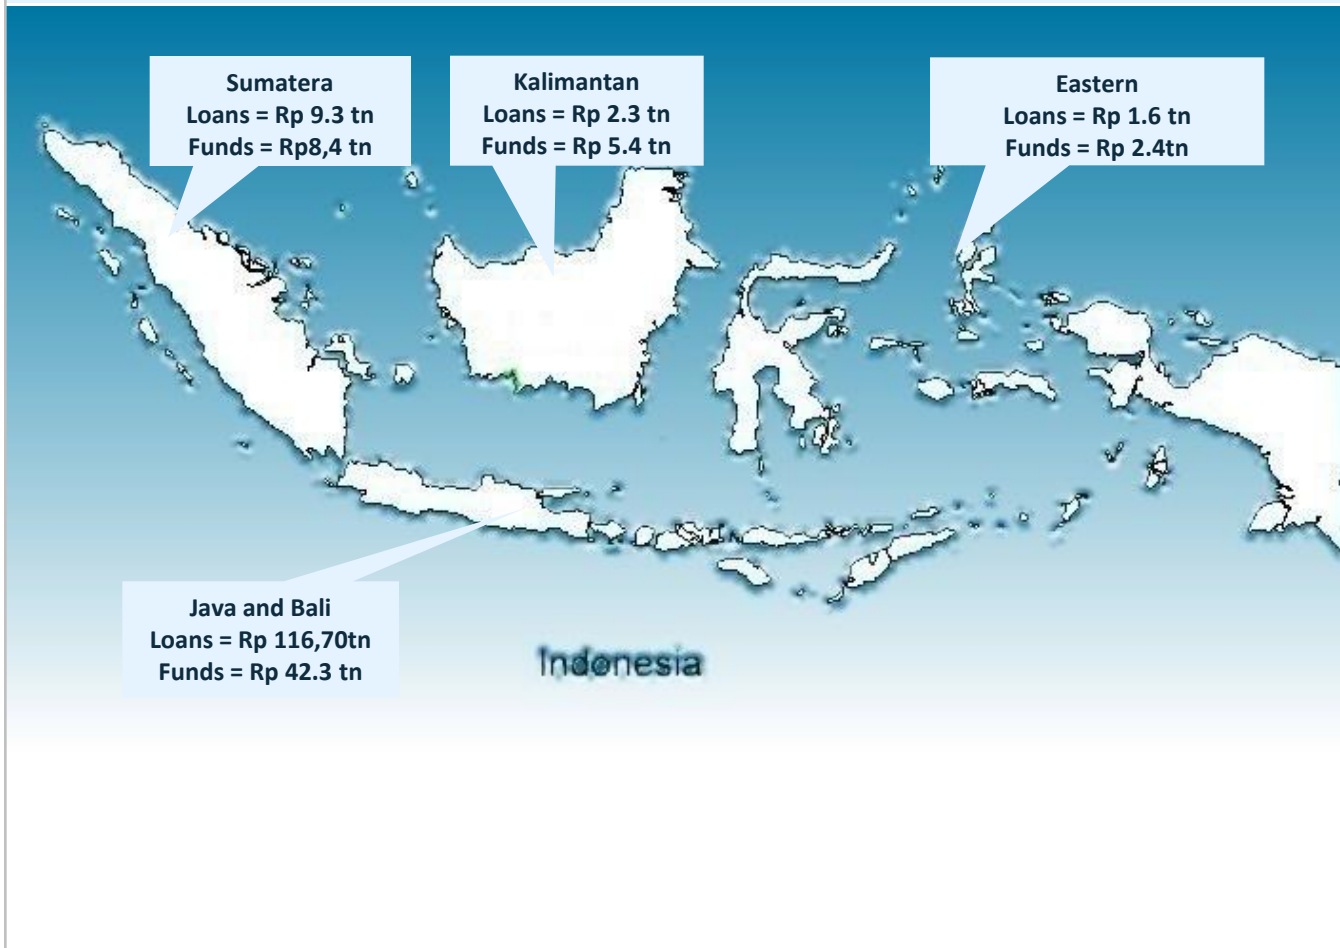 Sumatera
Loans = Rp 9.3 tn
Funds = Rp8,4 tn
Kalimantan
Loans = Rp 2.3 tn
Funds = Rp 5.4 tn
Eastern
Loans = Rp 1.6 tn
Funds = Rp 2.4tn
Java and Bali
Loans = Rp 116,70tn
Funds = Rp 42.3 tn
Indonesia